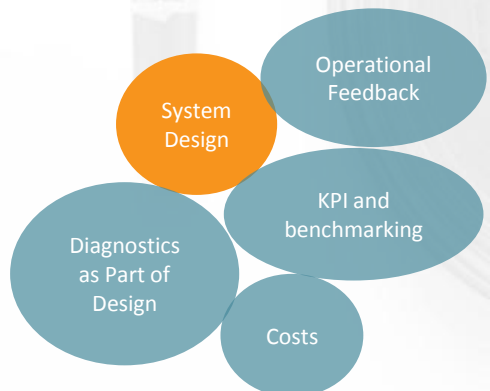 Operational
Feedback
System
Design
KPI and
benchmarking
Diagnostics
as Part of
Design
Costs